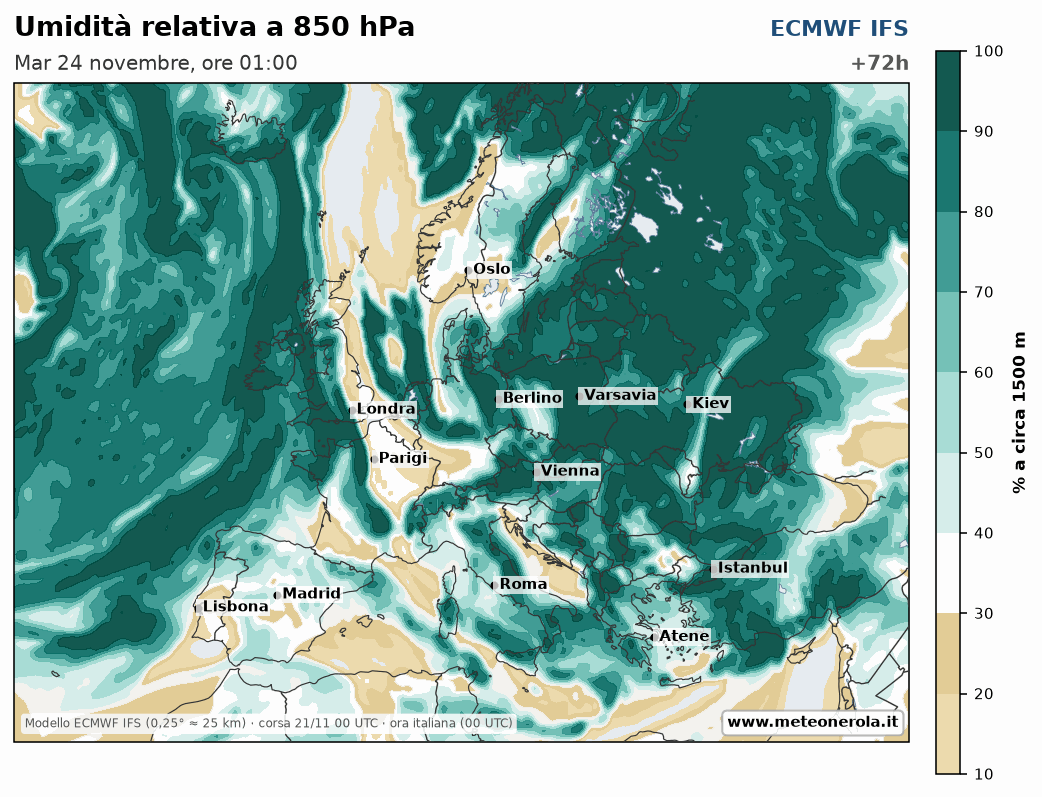 Umidità relativa a 850 hPa
ECMWF IFS
Mar 24 novembre, ore 01:00
+72h
Oslo
Londra
Berlino
Varsavia
Kiev
Parigi
Vienna
Istanbul
Roma
Madrid
Lisbona
Atene
100
90
80
70
60
50
40
30
20
10
% a circa 1500 m
Modello ECMWF IFS (0,25° ≈ 25 km) · corsa 21/11 00 UTC · ora italiana (00 UTC)
www.meteonerola.it